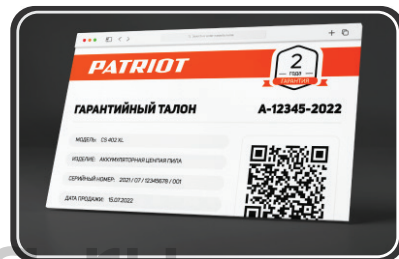 PATRIOT
2
ГОДА
ГАРАНТИИ
ГАРАНТИЙНЫЙ ТАЛОН
A-12345-2022
МОДЕЛЬ: CS 402 XL
ИЗДЕЛИЕ: АККУМУЛЯТОРНАЯ ЦЕПНАЯ ПИЛА
СЕРИЙНЫЙ НОМЕР: 2021 / 07 / 12345678 / 001
ДАТА ПРОДАЖИ: 15.07.2022